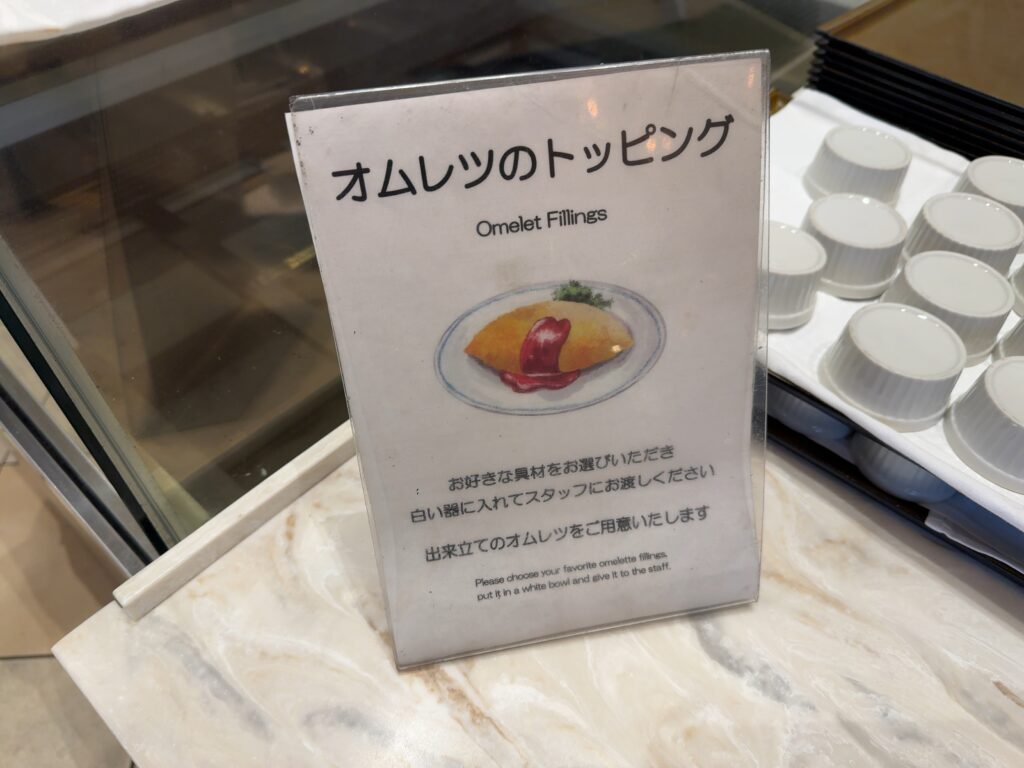 オムレツのトッピング
Omelet Fillings
お好きな具材をお選びいただき
白い器に入れてスタッフにお渡しください
出来立てのオムレツをご用意いたします
Please choose your favorite omelette fillings,
put it in a white bowl and give it to the staff.